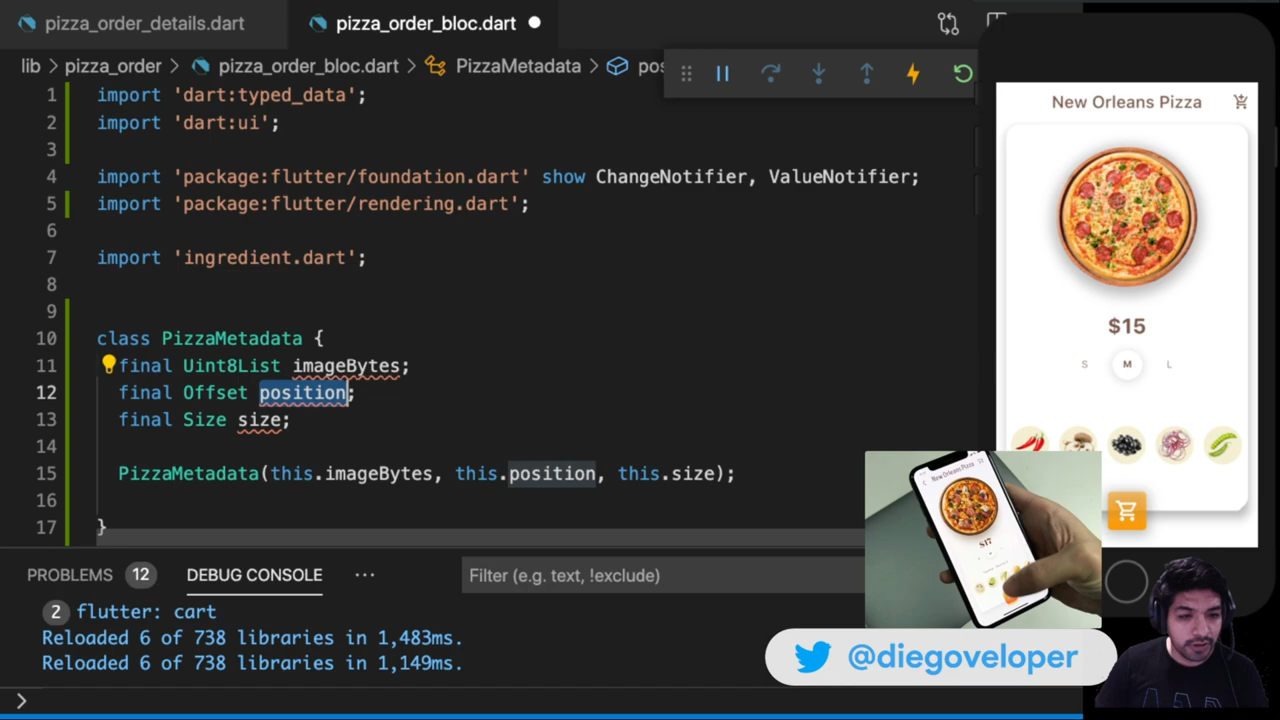 pizza_order_details.dart
pizza_order_bloc.dart
lib > pizza_order > pizza_order_bloc.dart > PizzaMetadata > pos
1 import 'dart:typed_data';
2 import 'dart:ui';
3
4 import 'package:flutter/foundation.dart' show ChangeNotifier, ValueNotifier;
5 import 'package:flutter/rendering.dart';
6
7 import 'ingredient.dart';
8
9
10 class PizzaMetadata {
11 final Uint8List imageBytes;
12 final Offset position;
13 final Size size;
14
15 PizzaMetadata(this.imageBytes, this.position, this.size);
16
17 }
PROBLEMS 12 DEBUG CONSOLE ...
Filter (e.g. text, !exclude)
2 flutter: cart
Reloaded 6 of 738 libraries in 1,483ms.
Reloaded 6 of 738 libraries in 1,149ms.
>
New Orleans Pizza
$15
S M L
New Orleans Pizza
$17
@diegoveloper